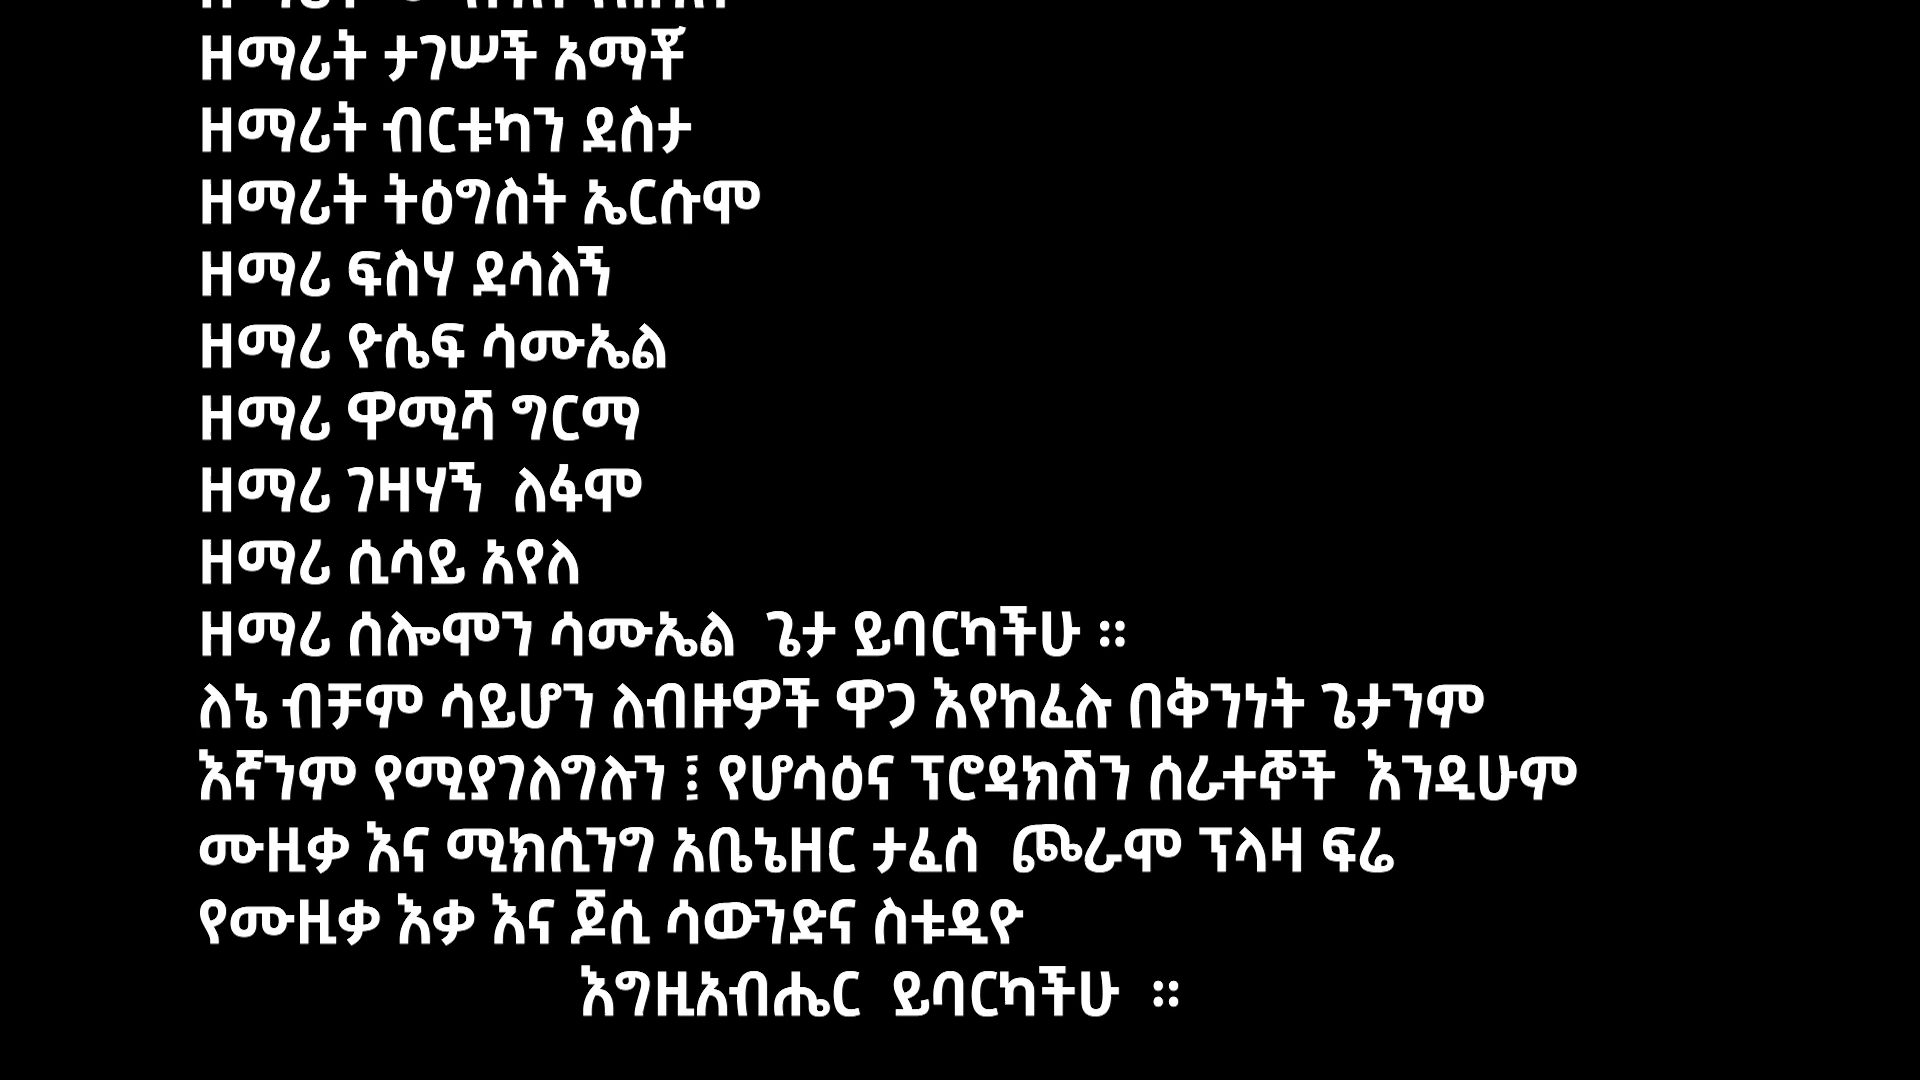 ዘማሪት ታገሠች አማቾ
ዘማሪት ብርቱካን ደስታ
ዘማሪት ትዕግስት ኤርሱሞ
ዘማሪ ፍስሃ ደሳለኝ
ዘማሪ ዮሴፍ ሳሙኤል
ዘማሪ ዋሚሻ ግርማ
ዘማሪ ገዛሃኝ ለፋሞ
ዘማሪ ሲሳይ አየለ
ዘማሪ ሰሎሞን ሳሙኤል ጌታ ይባርካችሁ ።
ለኔ ብቻም ሳይሆን ለብዙዎች ዋጋ እየከፈሉ በቅንነት ጌታንም
እኛንም የሚያገለግሉን ፤ የሆሳዕና ፕሮዳክሽን ሰራተኞች እንዲሁም
ሙዚቃ እና ሚክሲንግ አቤኔዘር ታፈሰ ጮራሞ ፕላዛ ፍሬ
የሙዚቃ እቃ እና ጆሲ ሳውንድና ስቱዲዮ
እግዚአብሔር ይባርካችሁ ።